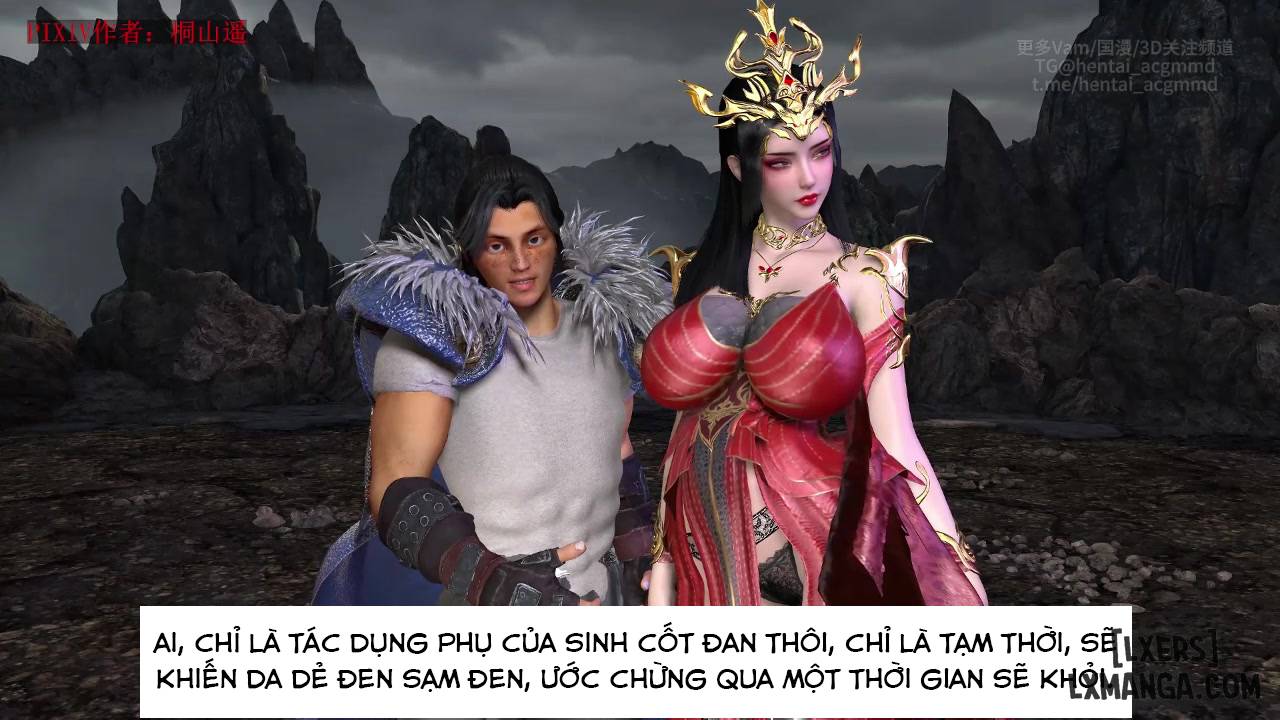 PIXIV作者：桐山遥
更多Vam/国漫/3D关注频道
TG@hentai_acgmmd
t.me/hentai_acgmmd
AI, CHỈ LÀ TÁC DỤNG PHỤ CỦA SINH CỐT ĐAN THÔI, CHỈ LÀ TẠM THỜI, SẼ
KHIẾN DA DẺ ĐEN SẠM ĐEN, ƯỚC CHỪNG QUA MỘT THỜI GIAN SẼ KHỎI.
[LXERS]
LXMANGA.COM